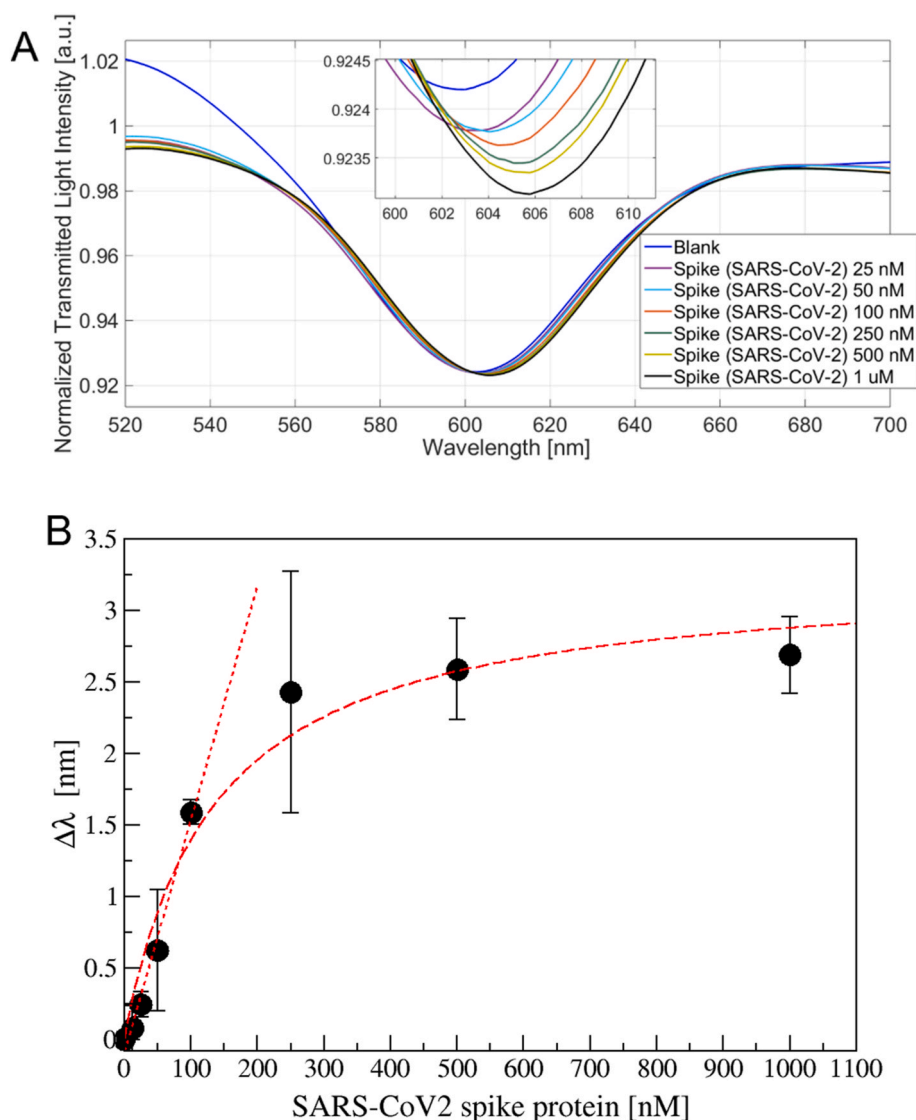 A
Normalized Transmitted Light Intensity [a.u.]
1.02
1
0.98
0.96
0.94
0.92
0.9245
0.924
0.9235
600 602 604 606 608 610
Blank
Spike (SARS-CoV-2) 25 nM
Spike (SARS-CoV-2) 50 nM
Spike (SARS-CoV-2) 100 nM
Spike (SARS-CoV-2) 250 nM
Spike (SARS-CoV-2) 500 nM
Spike (SARS-CoV-2) 1 uM
520 540 560 580 600 620 640 660 680 700
Wavelength [nm]
B
Δλ [nm]
3.5
3
2.5
2
1.5
1
0.5
0
0 100 200 300 400 500 600 700 800 900 1000 1100
SARS-CoV2 spike protein [nM]